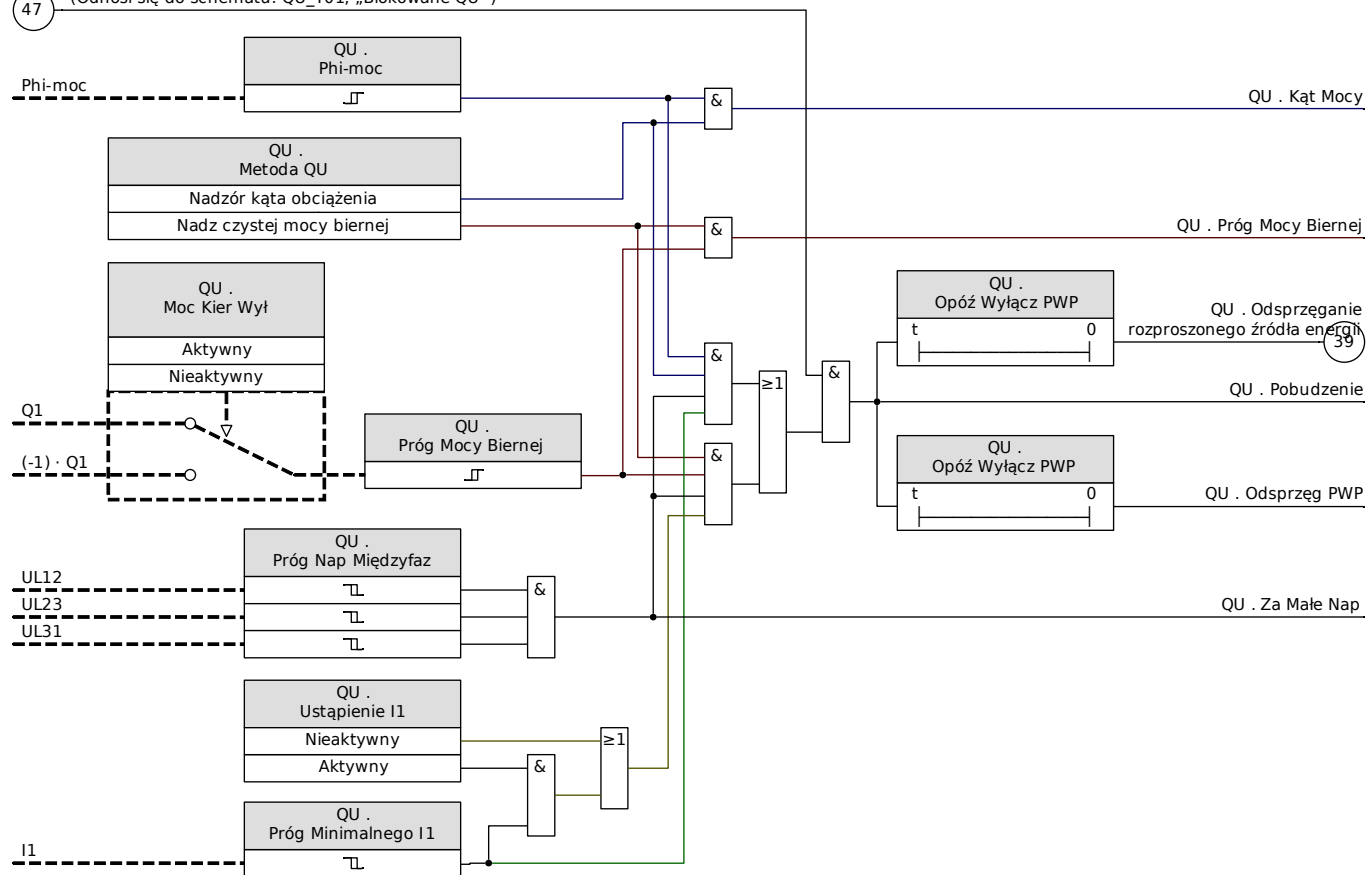 47
(Odnosi się do schematu: QU_Y01, „Blokowane QU")
QU .
Phi-moc
Phi-moc
&
QU . Kąt Mocy
QU .
Metoda QU
Nadzór kąta obciążenia
Nadz czystej mocy biernej
&
QU . Próg Mocy Biernej
QU .
Moc Kier Wył
Aktywny
Nieaktywny
QU .
Opóź Wyłącz PWP
t 0
QU . Odsprzęganie
rozproszonego źródła energii
39
&
≥1
&
QU . Pobudzenie
Q1
(-1) · Q1
QU .
Próg Mocy Biernej
&
QU .
Opóź Wyłącz PWP
t 0
QU . Odsprzęg PWP
QU .
Próg Nap Międzyfaz
UL12
UL23
UL31
&
QU . Za Małe Nap
QU .
Ustąpienie I1
Nieaktywny
Aktywny
≥1
&
QU .
Próg Minimalnego I1
I1